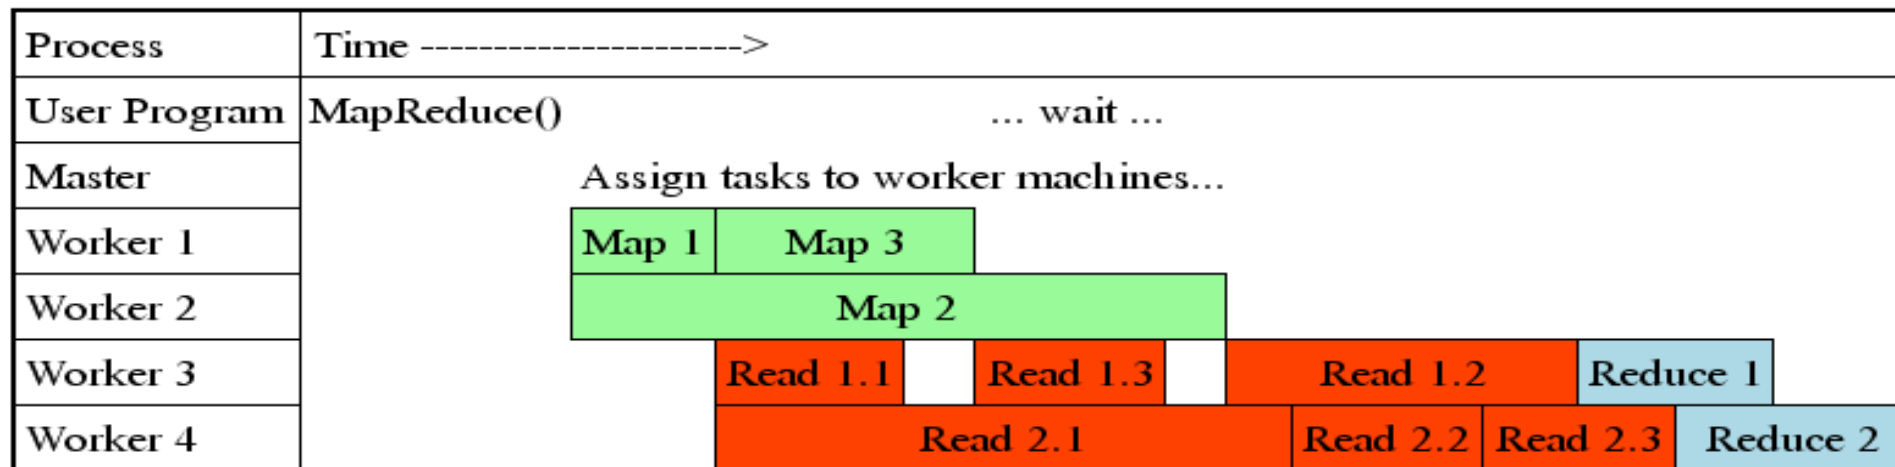 Process Time ---------------------->
User Program MapReduce() ... wait ...
Master Assign tasks to worker machines...
Worker 1 Map 1 Map 3
Worker 2 Map 2
Worker 3 Read 1.1 Read 1.3 Read 1.2 Reduce 1
Worker 4 Read 2.1 Read 2.2 Read 2.3 Reduce 2